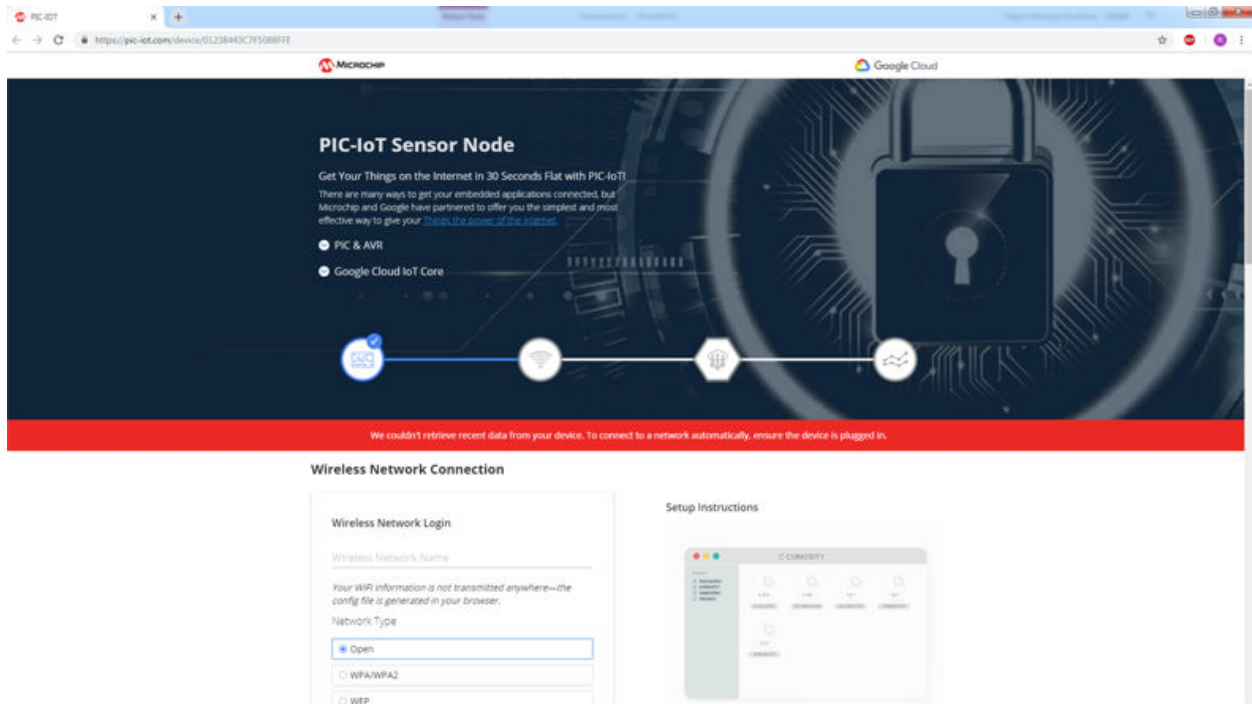 PIC-IOT
https://pic-iot.com/device/01238443C7F5088FFE
MICROCHIP
Google Cloud
PIC-IoT Sensor Node
Get Your Things on the Internet in 30 Seconds Flat with PIC-IoT!
There are many ways to get your embedded applications connected, but
Microchip and Google have partnered to offer you the simplest and most
effective way to give your Things the power of the internet.
PIC & AVR
Google Cloud IoT Core
We couldn't retrieve recent data from your device. To connect to a network automatically, ensure the device is plugged in.
Wireless Network Connection
Wireless Network Login
Wireless Network Name
Your WiFi information is not transmitted anywhere—the
config file is generated in your browser.
Network Type
Open
WPA/WPA2
WEP
Setup Instructions
CURIOSITY